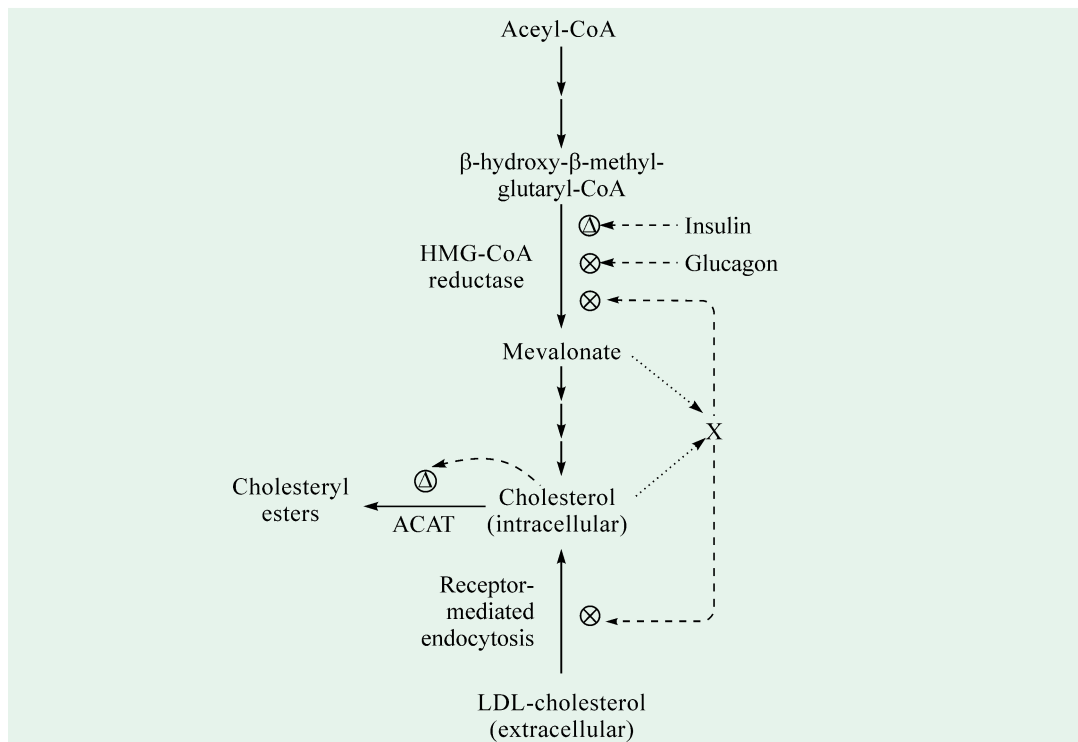 Aceyl-CoA
β-hydroxy-β-methyl-
glutaryl-CoA
Insulin
HMG-CoA
reductase
Glucagon
Mevalonate
X
Cholesteryl
esters
ACAT
Cholesterol
(intracellular)
Receptor-
mediated
endocytosis
LDL-cholesterol
(extracellular)